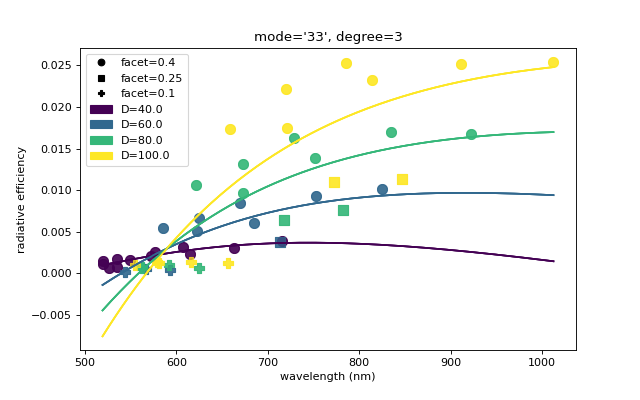 mode='33', degree=3
radiative efficiency
0.025
0.020
0.015
0.010
0.005
0.000
−0.005
facet=0.4
facet=0.25
facet=0.1
D=40.0
D=60.0
D=80.0
D=100.0
500 600 700 800 900 1000
wavelength (nm)